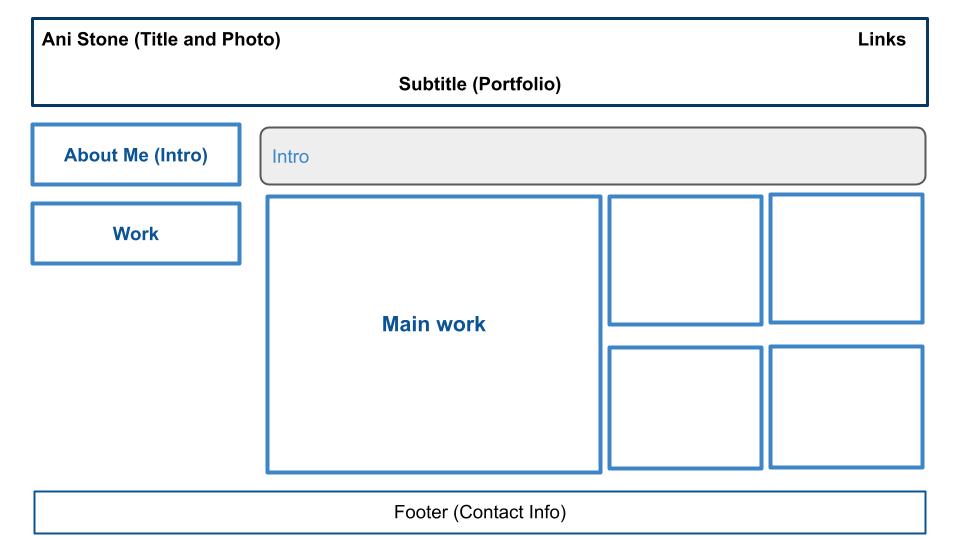 Ani Stone (Title and Photo)
Links
Subtitle (Portfolio)
About Me (Intro)
Intro
Work
Main work
Footer (Contact Info)